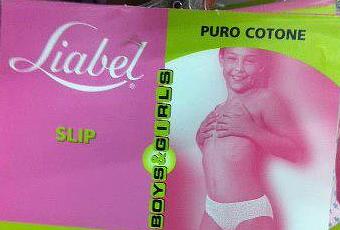 Liabel®
PURO COTONE
SLIP
BOYS & GIRLS